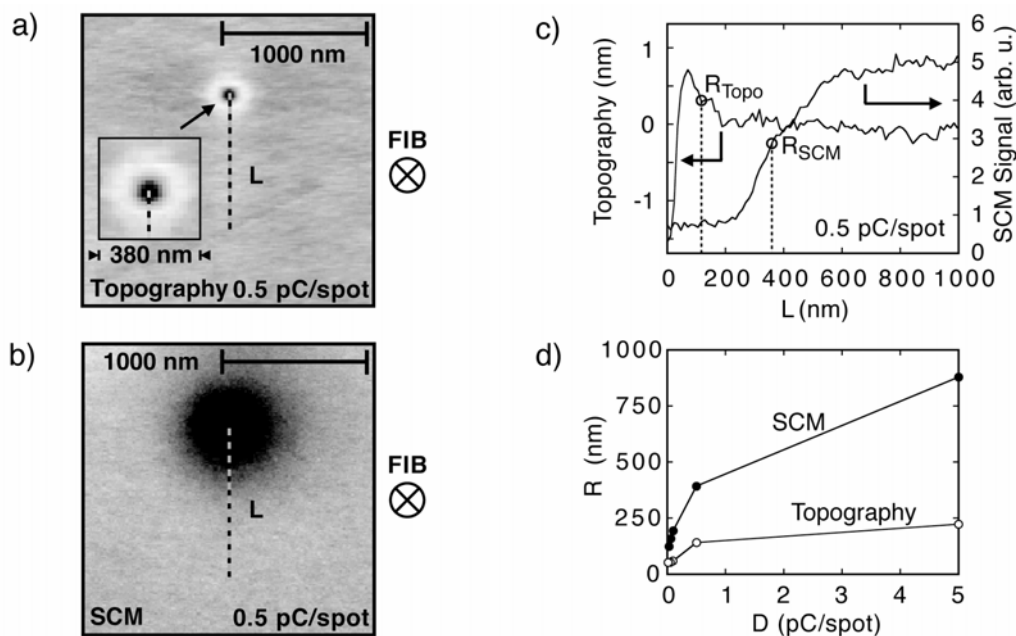 a)
1000 nm
L
380 nm
Topography 0.5 pC/spot
FIB
b)
1000 nm
L
SCM 0.5 pC/spot
FIB
c)
Topography (nm)
1
0
-1
R Topo
R SCM
0.5 pC/spot
6
5
4
3
2
1
0
SCM Signal (arb. u.)
0 200 400 600 800 1000
L (nm)
d)
R (nm)
1000
750
500
250
0
SCM
Topography
0 1 2 3 4 5
D (pC/spot)